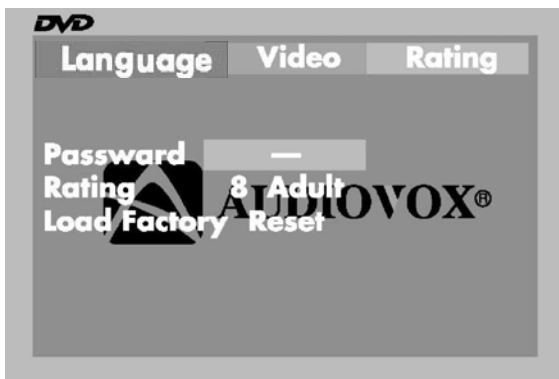 DVD
Language Video Rating
Passward —
Rating 8 Adult
AUDIOVOX®
Load Factory Reset